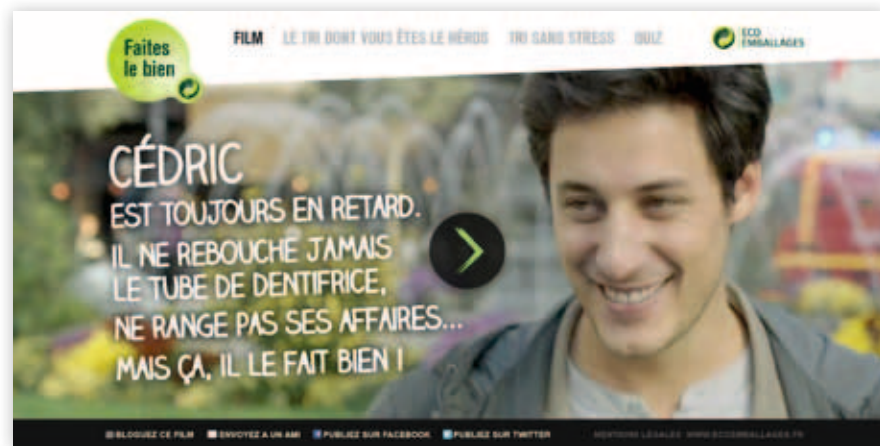 Faites
le bien
FILM LE TRI DONT VOUS ÊTES LE HÉROS TRI SANS STRESS QUIZ
ECO
EMBALLAGES
CÉDRIC
EST TOUJOURS EN RETARD.
IL NE REBOUCHE JAMAIS
LE TUBE DE DENTIFRICE,
NE RANGE PAS SES AFFAIRES...
MAIS ÇA, IL LE FAIT BIEN !
BLOGUEZ CE FILM ENVOYEZ A UN AMI PUBLIEZ SUR FACEBOOK PUBLIEZ SUR TWITTER MENTIONS LÉGALES WWW.ECOEMBALLAGES.FR